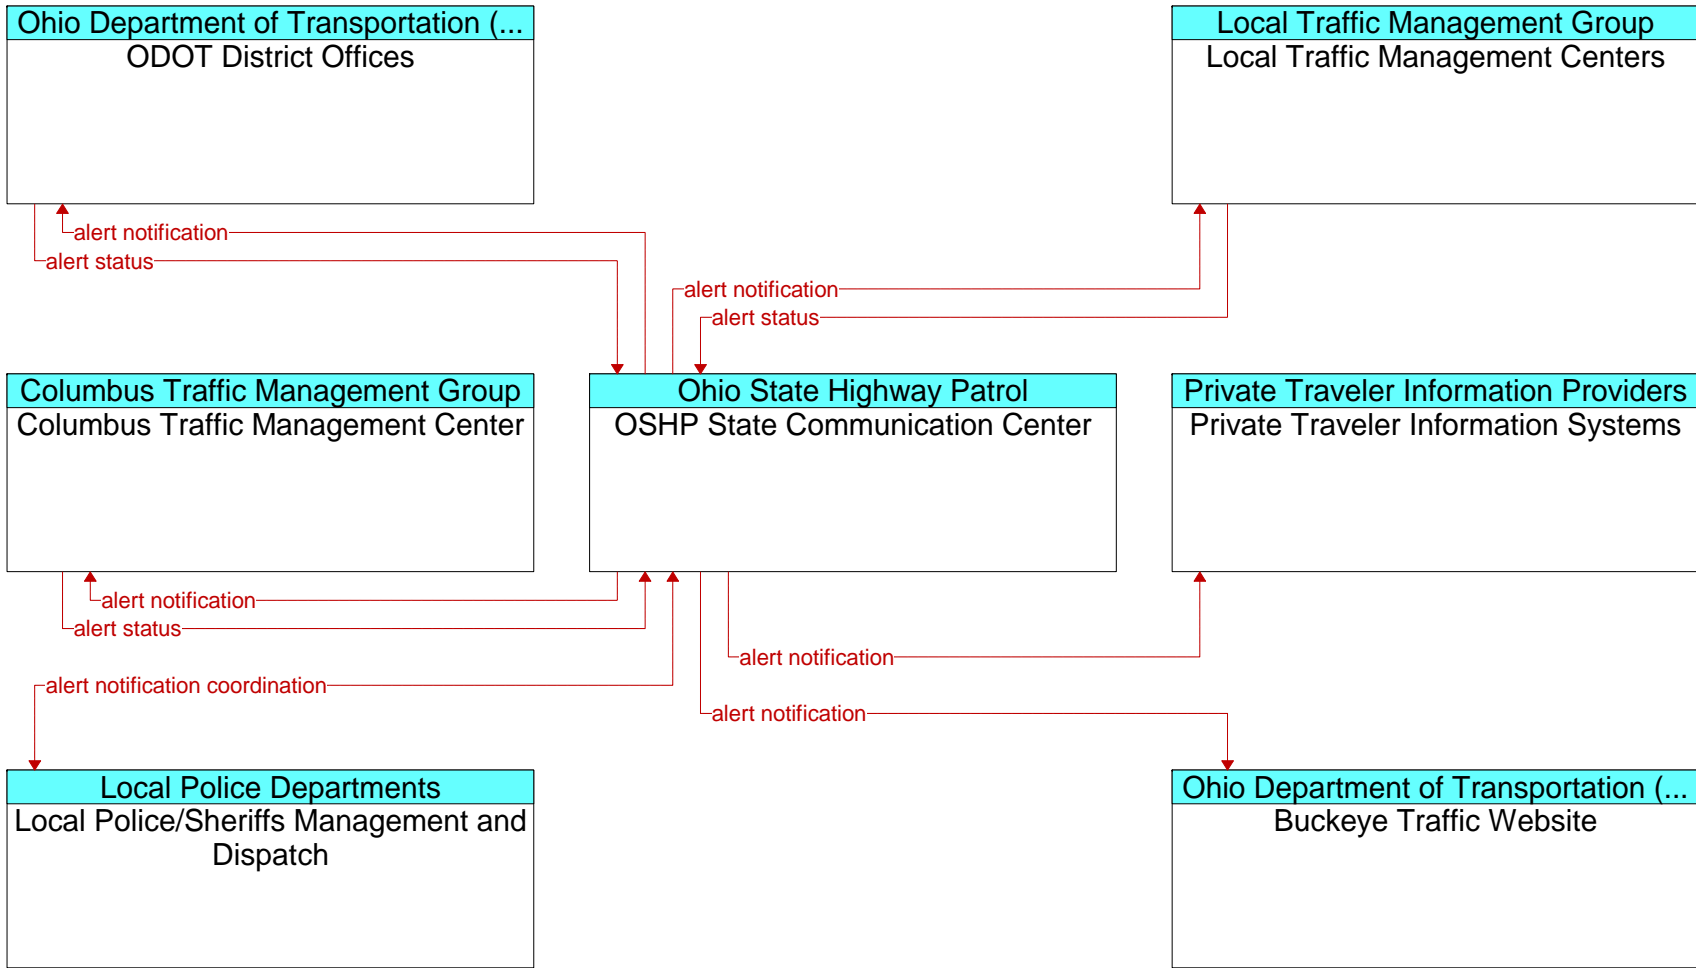 Ohio Department of Transportation (...
ODOT District Offices
Local Traffic Management Group
Local Traffic Management Centers
alert notification
alert status
alert notification
alert status
Columbus Traffic Management Group
Columbus Traffic Management Center
Ohio State Highway Patrol
OSHP State Communication Center
Private Traveler Information Providers
Private Traveler Information Systems
alert notification
alert status
alert notification
alert notification coordination
alert notification
Local Police Departments
Local Police/Sheriffs Management and
Dispatch
Ohio Department of Transportation (...
Buckeye Traffic Website